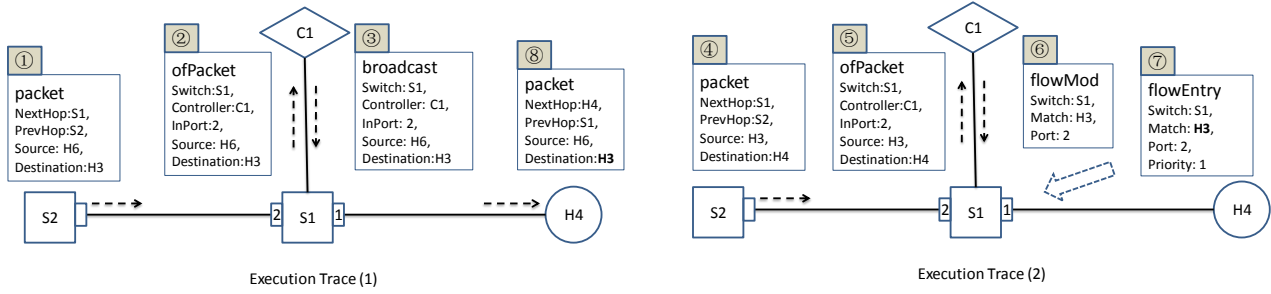 ①
packet
NextHop:S1,
PrevHop:S2,
Source: H6,
Destination:H3
②
ofPacket
Switch:S1,
Controller:C1,
InPort:2,
Source: H6,
Destination:H3
C1
③
broadcast
Switch:S1,
Controller: C1,
InPort: 2,
Source: H6,
Destination:H3
⑧
packet
NextHop:H4,
PrevHop:S1,
Source: H6,
Destination:H3
S2
2
S1
1
H4
Execution Trace (1)
④
packet
NextHop:S1,
PrevHop:S2,
Source: H3,
Destination:H4
⑤
ofPacket
Switch:S1,
Controller:C1,
InPort:2,
Source: H3,
Destination:H4
C1
⑥
flowMod
Switch: S1,
Match: H3,
Port: 2
⑦
flowEntry
Switch: S1,
Match: H3,
Port: 2,
Priority: 1
S2
2
S1
1
H4
Execution Trace (2)